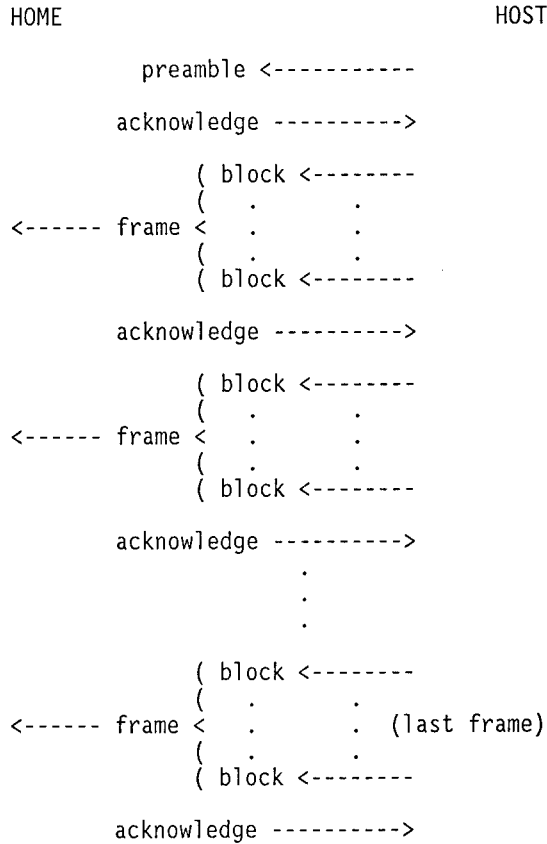 HOME                                HOST
preamble <-----------
acknowledge ---------->
( block <--------
(   .       .
<------ frame <   .       .
(   .       .
( block <--------
acknowledge ---------->
( block <--------
(   .       .
<------ frame <   .       .
(   .       .
( block <--------
acknowledge ---------->
.
.
.
( block <--------
(   .       .
<------ frame <   .       .  (last frame)
(   .       .
( block <--------
acknowledge ---------->